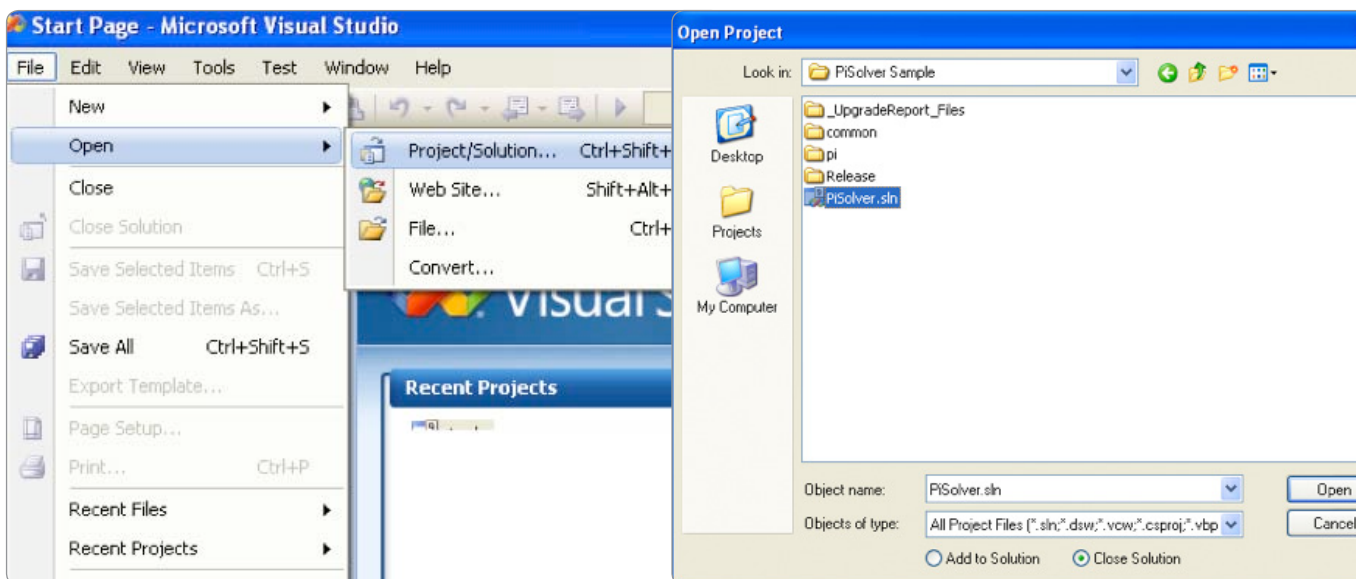 Start Page - Microsoft Visual Studio
File Edit View Tools Test Window Help
New
Open
Close
Close Solution
Save Selected Items Ctrl+S
Save Selected Items As...
Save All Ctrl+Shift+S
Export Template...
Page Setup...
Print... Ctrl+P
Recent Files
Recent Projects
Project/Solution... Ctrl+Shift+
Web Site... Shift+Alt+
File... Ctrl+
Convert...
Visual S
Recent Projects
Open Project
Look in: PiSolver Sample
Desktop
Projects
My Computer
_UpgradeReport_Files
common
pi
Release
PiSolver.sln
Object name: PiSolver.sln
Open
Objects of type: All Project Files (*.sln;*.dsw;*.vcw;*.csproj;*.vbp
Cancel
Add to Solution Close Solution